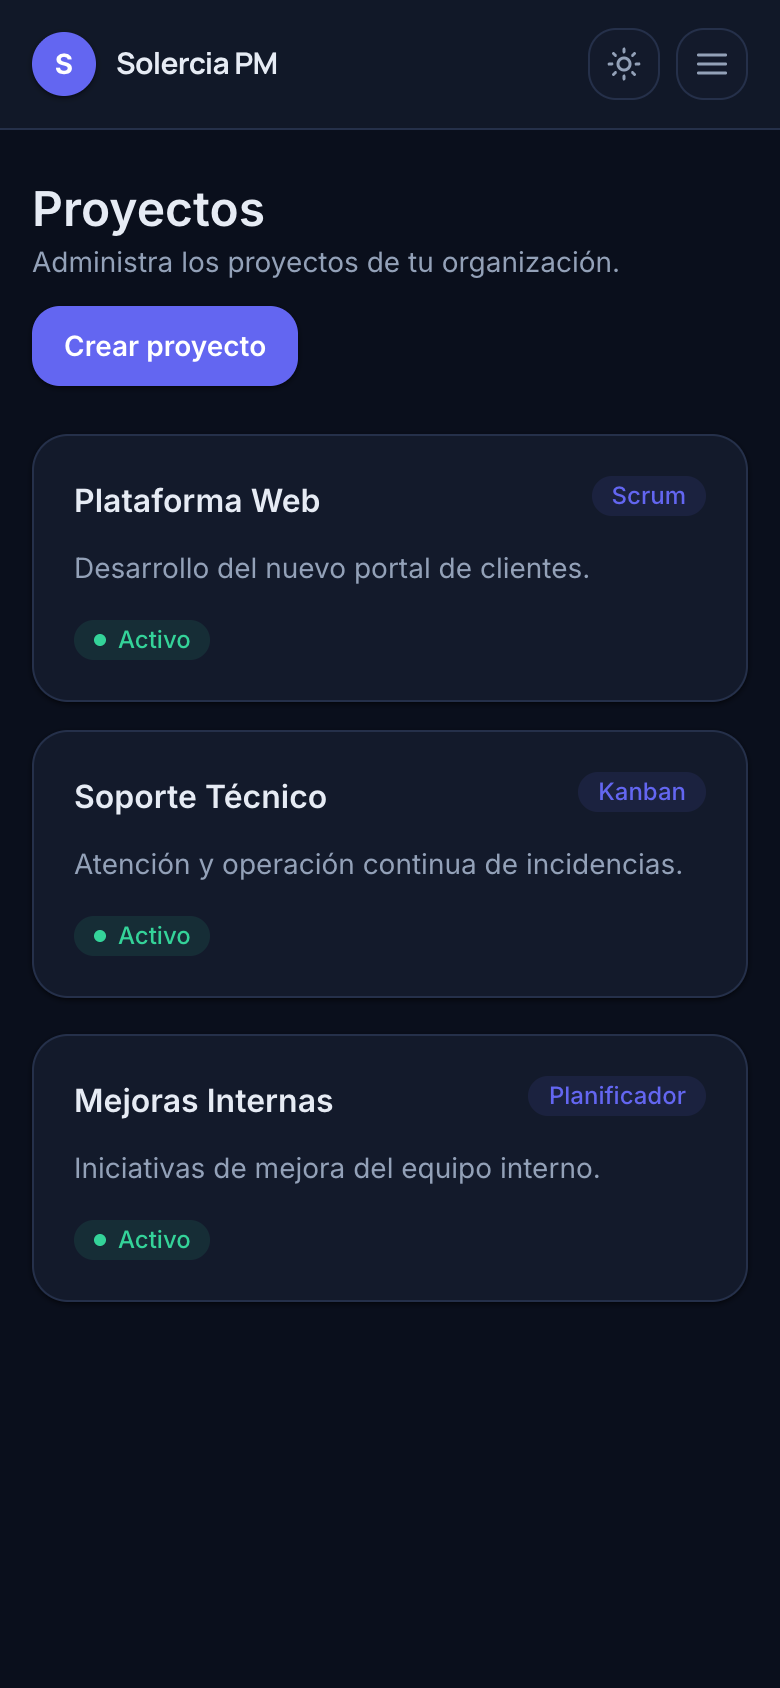 S
Solercia PM
Proyectos
Administra los proyectos de tu organización.
Crear proyecto
Plataforma Web
Scrum
Desarrollo del nuevo portal de clientes.
Activo
Soporte Técnico
Kanban
Atención y operación continua de incidencias.
Activo
Mejoras Internas
Planificador
Iniciativas de mejora del equipo interno.
Activo